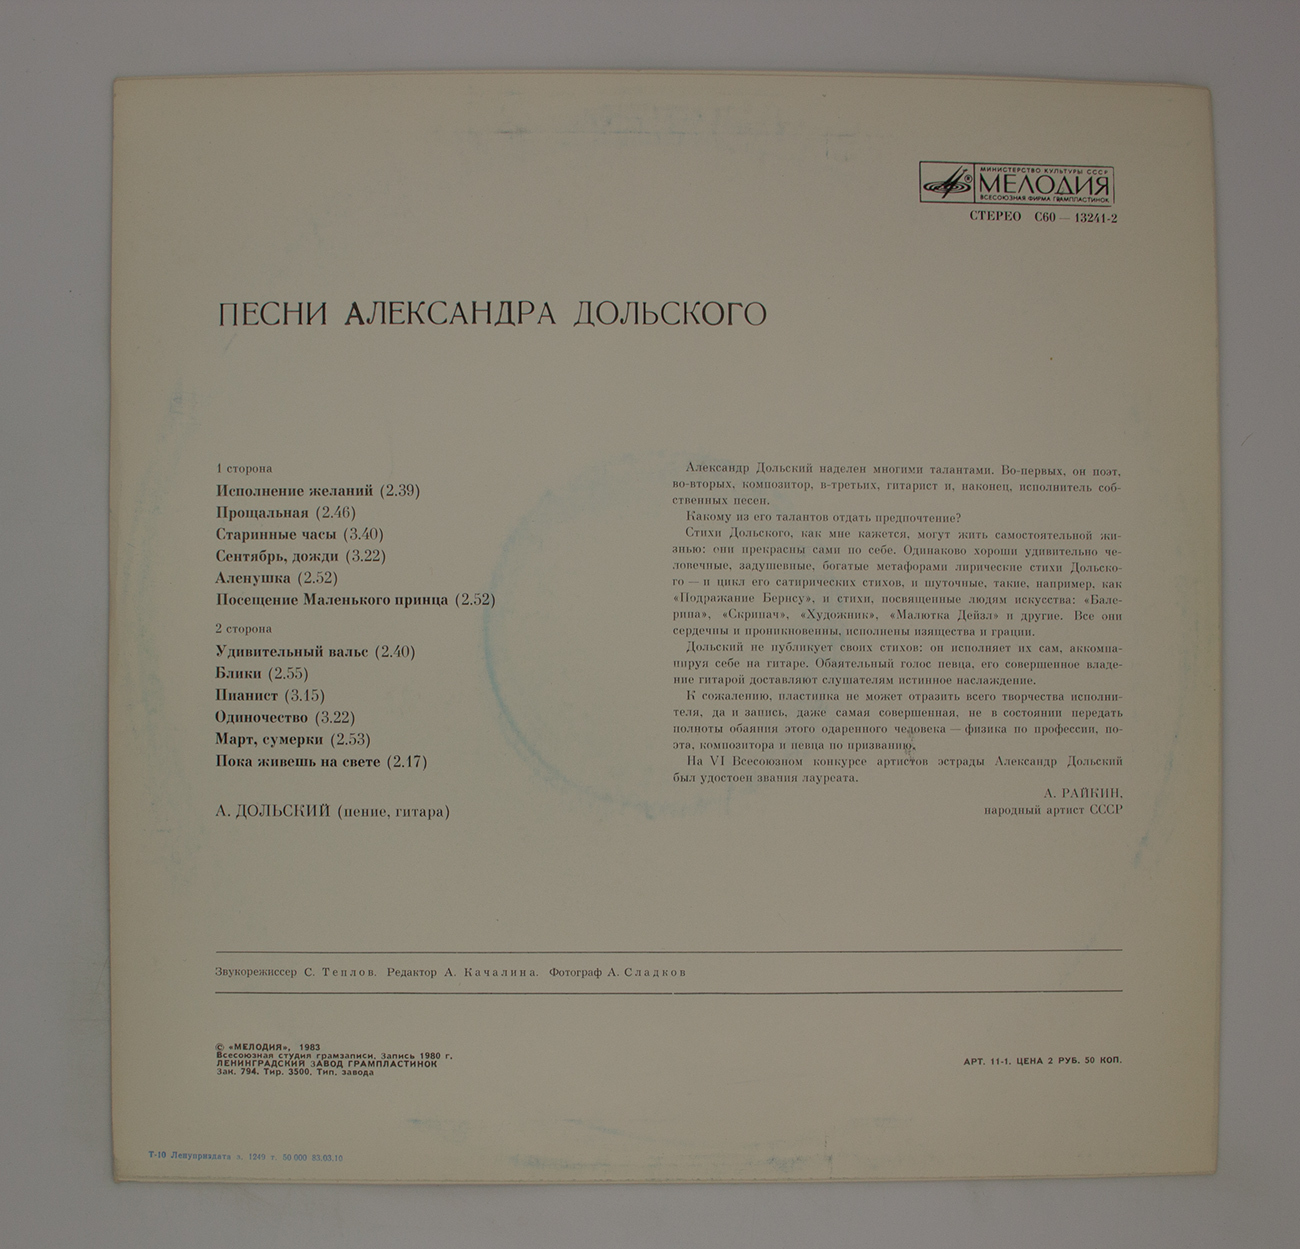 МИНИСТЕРСТВО КУЛЬТУРЫ СССР
МЕЛОДИЯ
ВСЕСОЮЗНАЯ ФИРМА ГРАМПЛАСТИНОК
СТЕРЕО С60—13241-2
ПЕСНИ АЛЕКСАНДРА ДОЛЬСКОГО
1 сторона
Исполнение желаний (2.39)
Прощальная (2.46)
Старинные часы (3.40)
Сентябрь, дожди (3.22)
Аленушка (2.52)
Посещение Маленького принца (2.52)
2 сторона
Удивительный вальс (2.40)
Блики (2.55)
Пианист (3.15)
Одиночество (3.22)
Март, сумерки (2.53)
Пока живешь на свете (2.17)
А. ДОЛЬСКИЙ (пение, гитара)
Александр Дольский наделен многими талантами. Во-первых, он поэт,
во-вторых, композитор, в-третьих, гитарист и, наконец, исполнитель соб-
ственных песен.
Какому из его талантов отдать предпочтение?
Стихи Дольского, как мне кажется, могут жить самостоятельной жи-
знью: они прекрасны сами по себе. Одинаково хороши удивительно че-
ловечные, задушевные, богатые метафорами лирические стихи Дольско-
го — и цикл его сатирических стихов, и шуточные, такие, например, как
«Подражание Бернсу», и стихи, посвященные людям искусства: «Бале-
рина», «Скрипач», «Художник», «Малютка Дейзл» и другие. Все они
сердечны и проникновенны, исполнены изящества и грации.
Дольский не публикует своих стихов: он исполняет их сам, аккомпа-
нируя себе на гитаре. Обаятельный голос певца, его совершенное владе-
ние гитарой доставляют слушателям истинное наслаждение.
К сожалению, пластинка не может отразить всего творчества исполни-
теля, да и запись, даже самая совершенная, не в состоянии передать
полноты обаяния этого одаренного человека — физика по профессии, по-
эта, композитора и певца по призванию.
На VI Всесоюзном конкурсе артистов эстрады Александр Дольский
был удостоен звания лауреата.
А. РАЙКИН,
народный артист СССР
Звукорежиссер С. Теплов. Редактор А. Качалина. Фотограф А. Сладков
© «МЕЛОДИЯ», 1983
Всесоюзная студия грамзаписи. Запись 1980 г.
ЛЕНИНГРАДСКИЙ ЗАВОД ГРАМПЛАСТИНОК
Зак. 794. Тир. 3500. Тип. завода
АРТ. 11-1. ЦЕНА 2 РУБ. 50 КОП.
Т-10 Ленуприздата з. 1249 т. 50 000 83.03.10